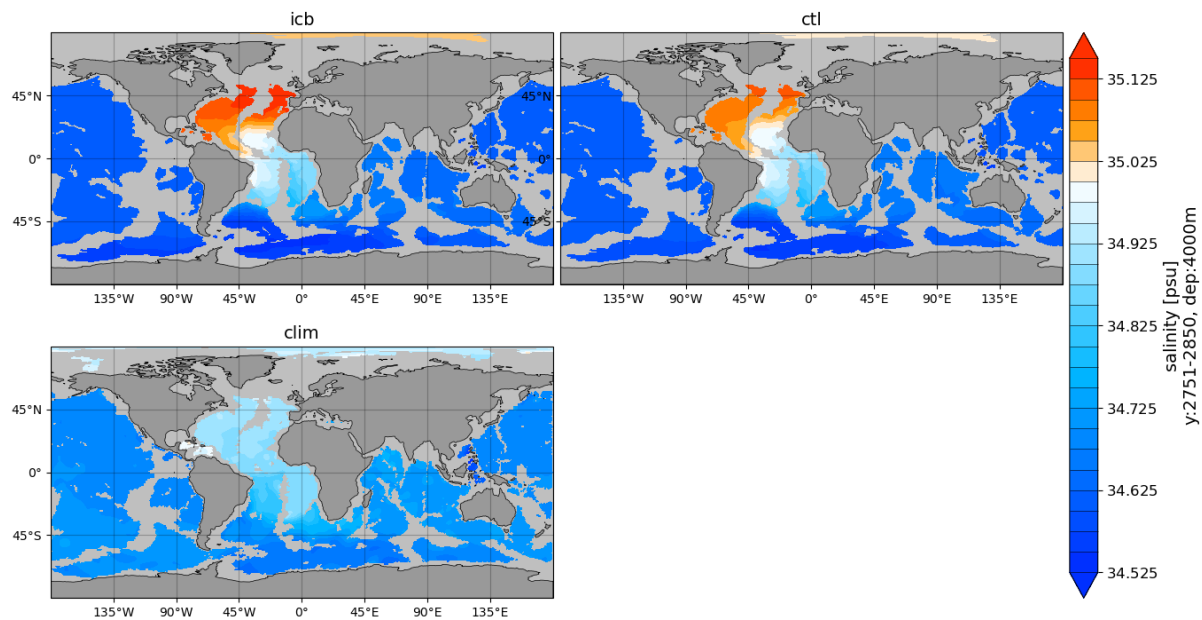 icb
ctl
45°N
0°
45°S
45°N
0°
45°S
135°W 90°W 45°W 0° 45°E 90°E 135°E
135°W 90°W 45°W 0° 45°E 90°E 135°E
clim
45°N
0°
45°S
135°W 90°W 45°W 0° 45°E 90°E 135°E
35.125
35.025
34.925
34.825
34.725
34.625
34.525
salinity [psu]
y:2751-2850, dep:4000m